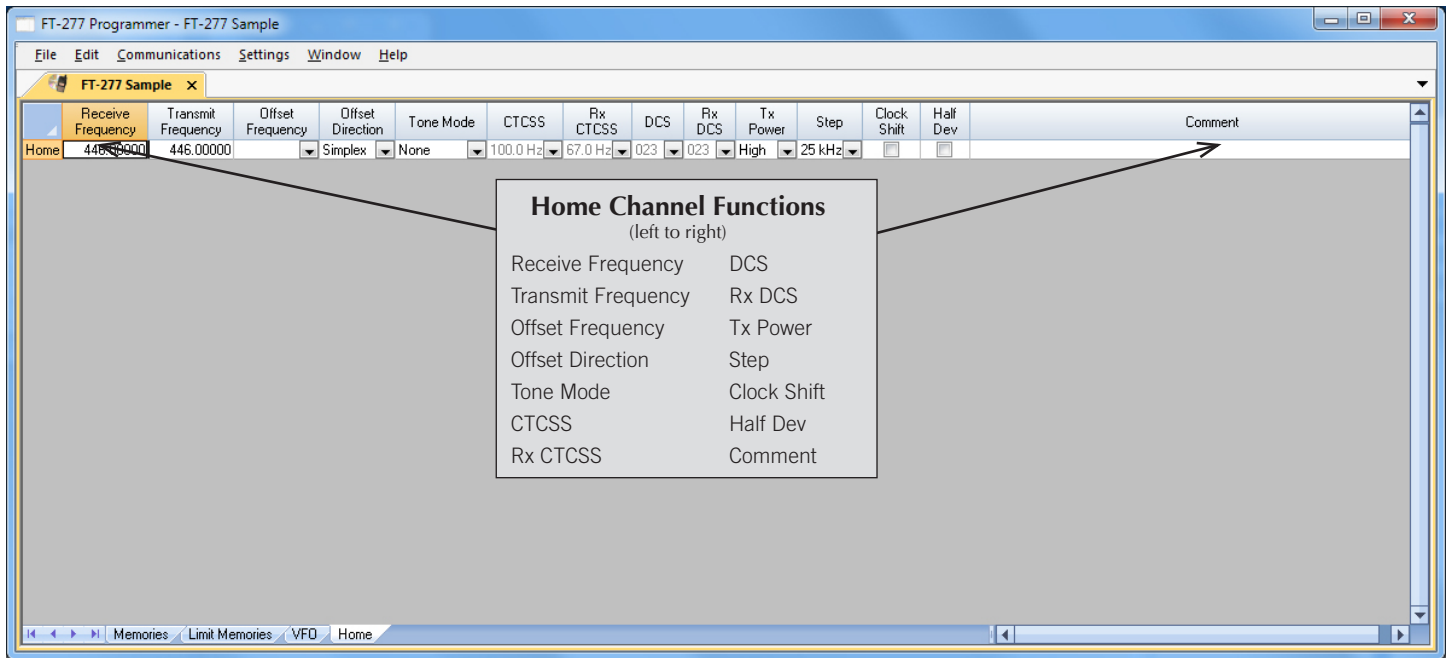 FT-277 Programmer - FT-277 Sample
File Edit Communications Settings Window Help
FT-277 Sample X
Receive Frequency Transmit Frequency Offset Frequency Offset Direction Tone Mode CTCSS Rx CTCSS DCS Rx DCS Tx Power Step Clock Shift Half Dev Comment
Home 446.00000 446.00000 Simplex None 100.0 Hz 67.0 Hz 023 023 High 25 kHz
Home Channel Functions
(left to right)
Receive Frequency DCS
Transmit Frequency Rx DCS
Offset Frequency Tx Power
Offset Direction Step
Tone Mode Clock Shift
CTCSS Half Dev
Rx CTCSS Comment
Memories Limit Memories VFO Home